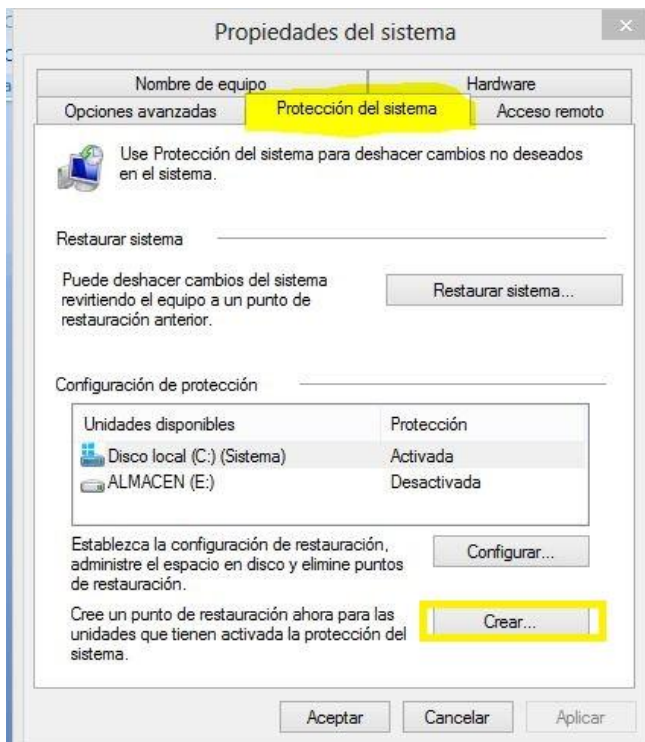 Propiedades del sistema
Nombre de equipo
Hardware
Opciones avanzadas
Protección del sistema
Acceso remoto
Use Protección del sistema para deshacer cambios no deseados
en el sistema.
Restaurar sistema
Puede deshacer cambios del sistema
revirtiendo el equipo a un punto de
restauración anterior.
Restaurar sistema...
Configuración de protección
Unidades disponibles
Protección
Disco local (C:) (Sistema)
Activada
ALMACEN (E:)
Desactivada
Establezca la configuración de restauración,
administre el espacio en disco y elimine puntos
de restauración.
Configurar...
Cree un punto de restauración ahora para las
unidades que tienen activada la protección del
sistema.
Crear...
Aceptar
Cancelar
Aplicar